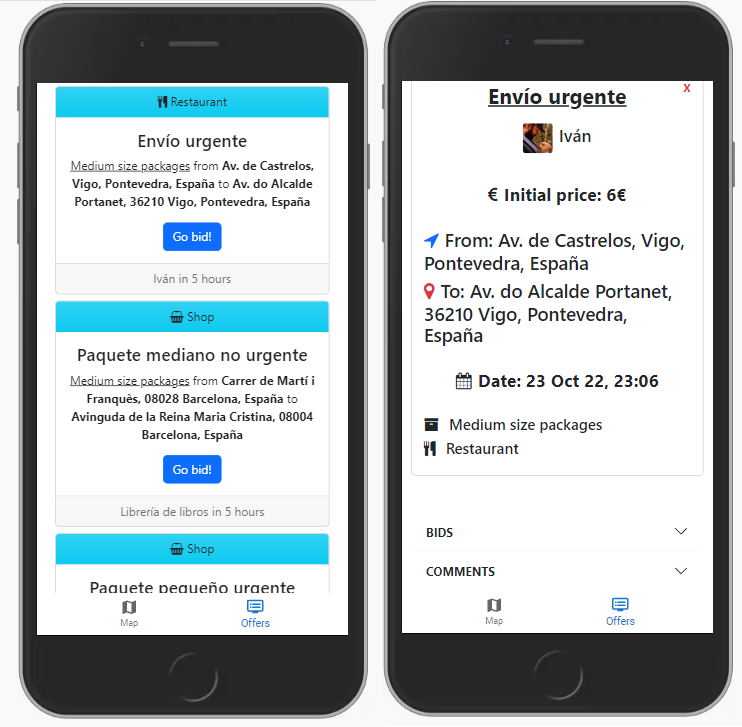 Restaurant
Envío urgente
Medium size packages from Av. de Castrelos,
Vigo, Pontevedra, España to Av. do Alcalde
Portanet, 36210 Vigo, Pontevedra, España
Go bid!
Iván in 5 hours
Shop
Paquete mediano no urgente
Medium size packages from Carrer de Martí i
Franquès, 08028 Barcelona, España to
Avinguda de la Reina Maria Cristina, 08004
Barcelona, España
Go bid!
Librería de libros in 5 hours
Shop
Paquete pequeño urgente
Map
Offers
X
Envío urgente
Iván
€ Initial price: 6€
From: Av. de Castrelos, Vigo,
Pontevedra, España
To: Av. do Alcalde Portanet,
36210 Vigo, Pontevedra,
España
Date: 23 Oct 22, 23:06
Medium size packages
Restaurant
BIDS
COMMENTS
Map
Offers